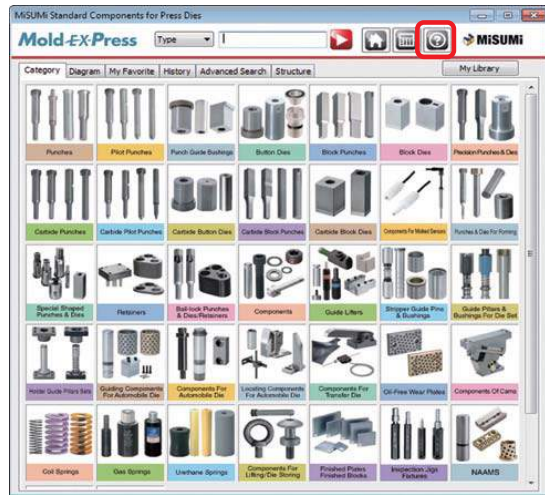 MiSUMi Standard Components for Press Dies
Mold EX-Press Type MiSUMi
Category Diagram My Favorite History Advanced Search Structure My Library
Punches Pilot Punches Punch Guide Bushings Button Dies Block Punches Block Dies Precision Punches & Dies
Carbide Punches Carbide Pilot Punches Carbide Button Dies Carbide Block Punches Carbide Block Dies Components For Molded Sensors Punches & Dies For Forming
Special Shaped Punches & Dies Retainers Ball-lock Punches & Dies/Retainers Components Guide Lifters Stripper Guide Pins & Bushings Guide Pillars & Bushings For Die Set
Holder Guide Pillars Sets Guiding Components For Automobile Die Components For Automobile Die Locating Components For Automobile Die Components For Transfer Die Oil-Free Wear Plates Components Of Cams
Coil Springs Gas Springs Urethane Springs Components For Lifting/Die Storing Finished Plates Finished Blocks Inspection Jigs Fixtures NAAMS